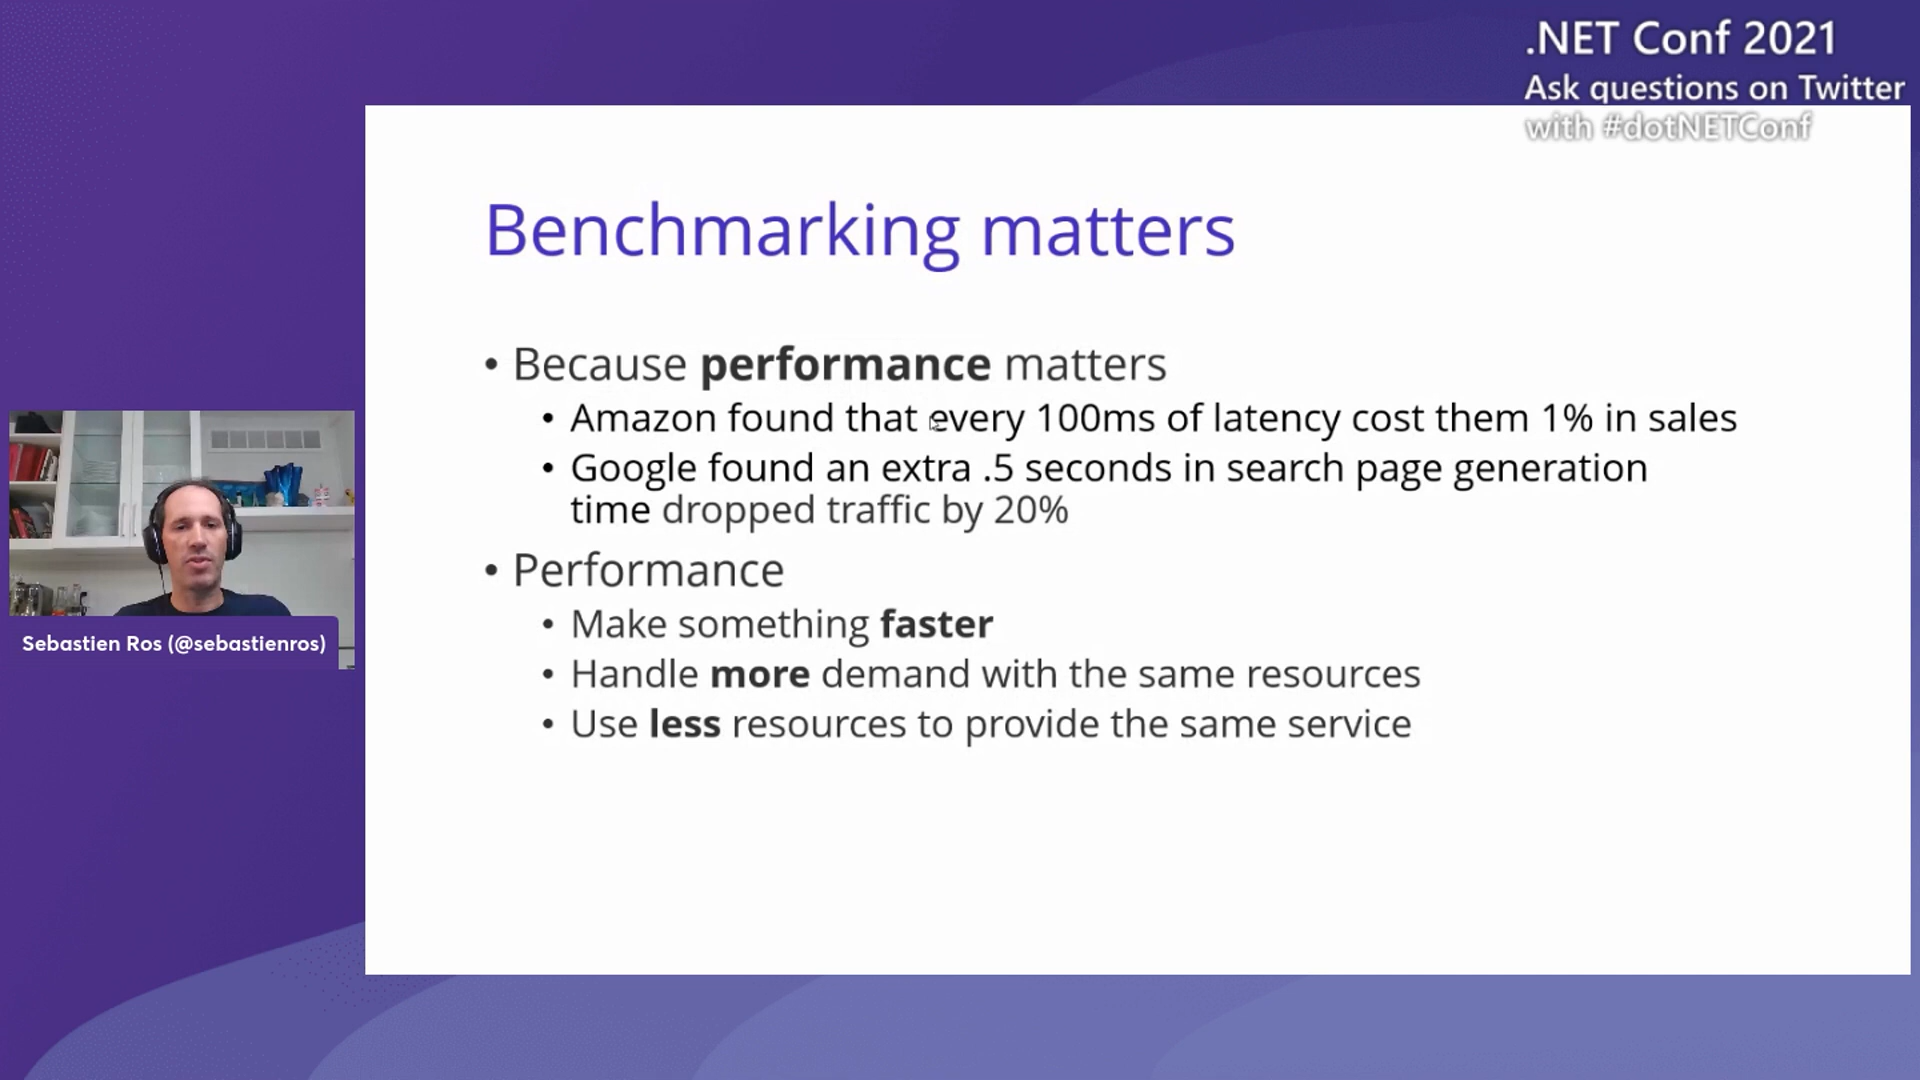 .NET Conf 2021
Ask questions on Twitter
with #dotNETConf
Benchmarking matters
• Because performance matters
• Amazon found that every 100ms of latency cost them 1% in sales
• Google found an extra .5 seconds in search page generation
time dropped traffic by 20%
• Performance
• Make something faster
• Handle more demand with the same resources
• Use less resources to provide the same service
Sebastien Ros (@sebastienros)